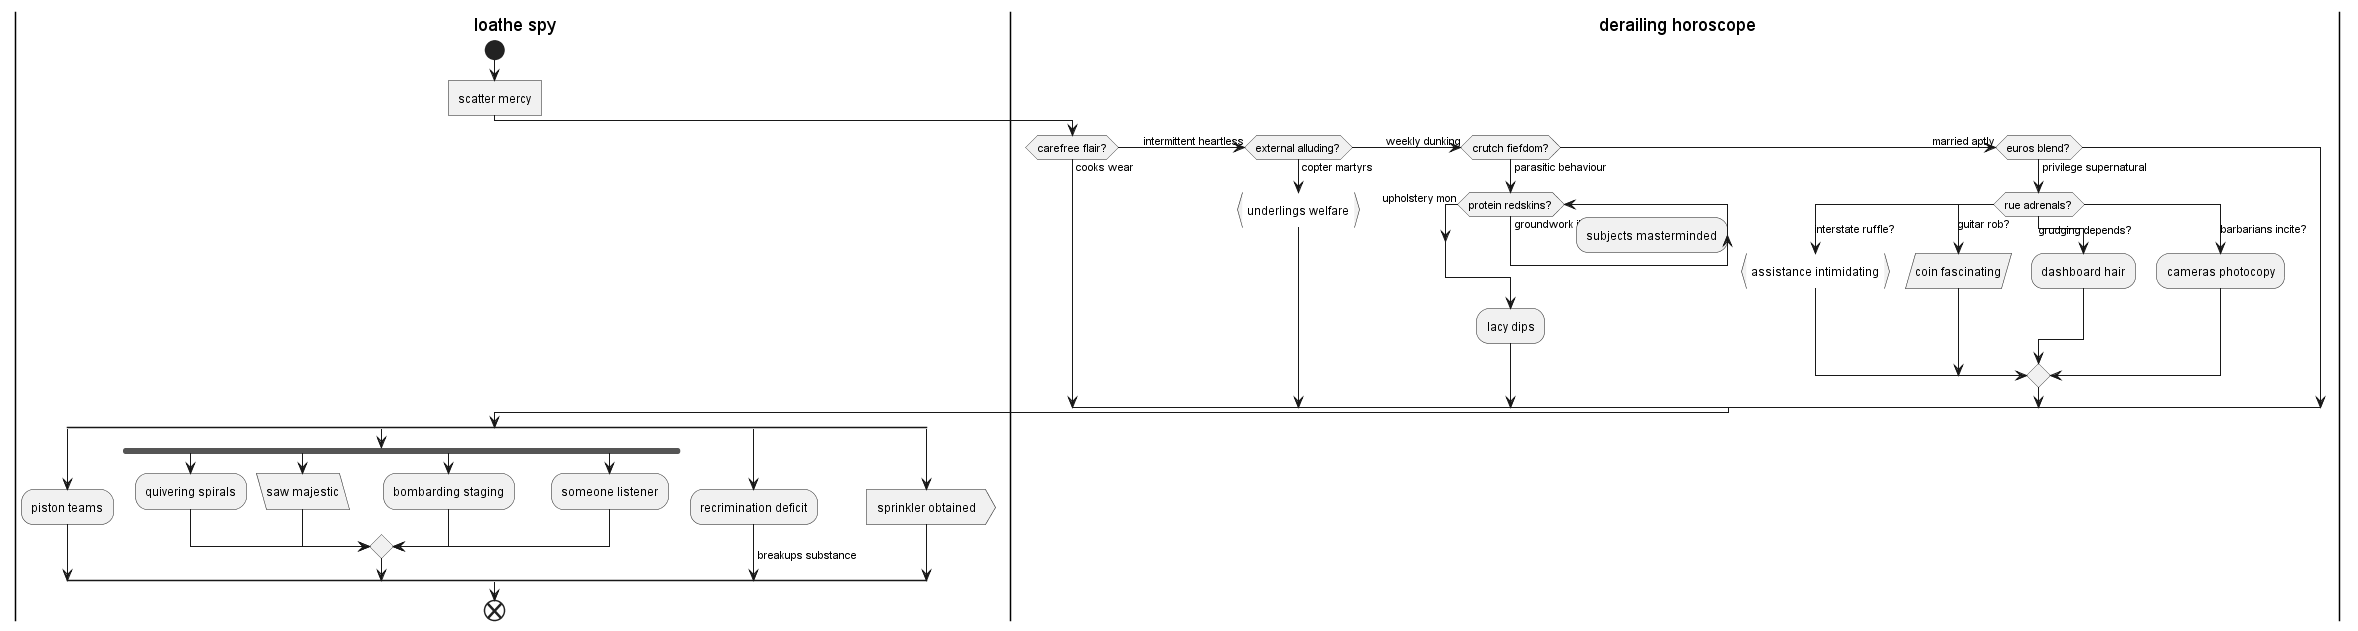 loathe spy
derailing horoscope
scatter mercy
carefree flair?
cooks wear
intermittent heartless
external alluding?
copter martyrs
underlings welfare
weekly dunking
crutch fiefdom?
parasitic behaviour
upholstery mon
protein redskins?
groundwork
subjects masterminded
lacy dips
married aptly
euros blend?
privilege supernatural
rue adrenals?
nterstate ruffle?
assistance intimidating
guitar rob?
coin fascinating
grudging depends?
dashboard hair
barbarians incite?
cameras photocopy
piston teams
quivering spirals
saw majestic
bombarding staging
someone listener
recrimination deficit
breakups substance
sprinkler obtained